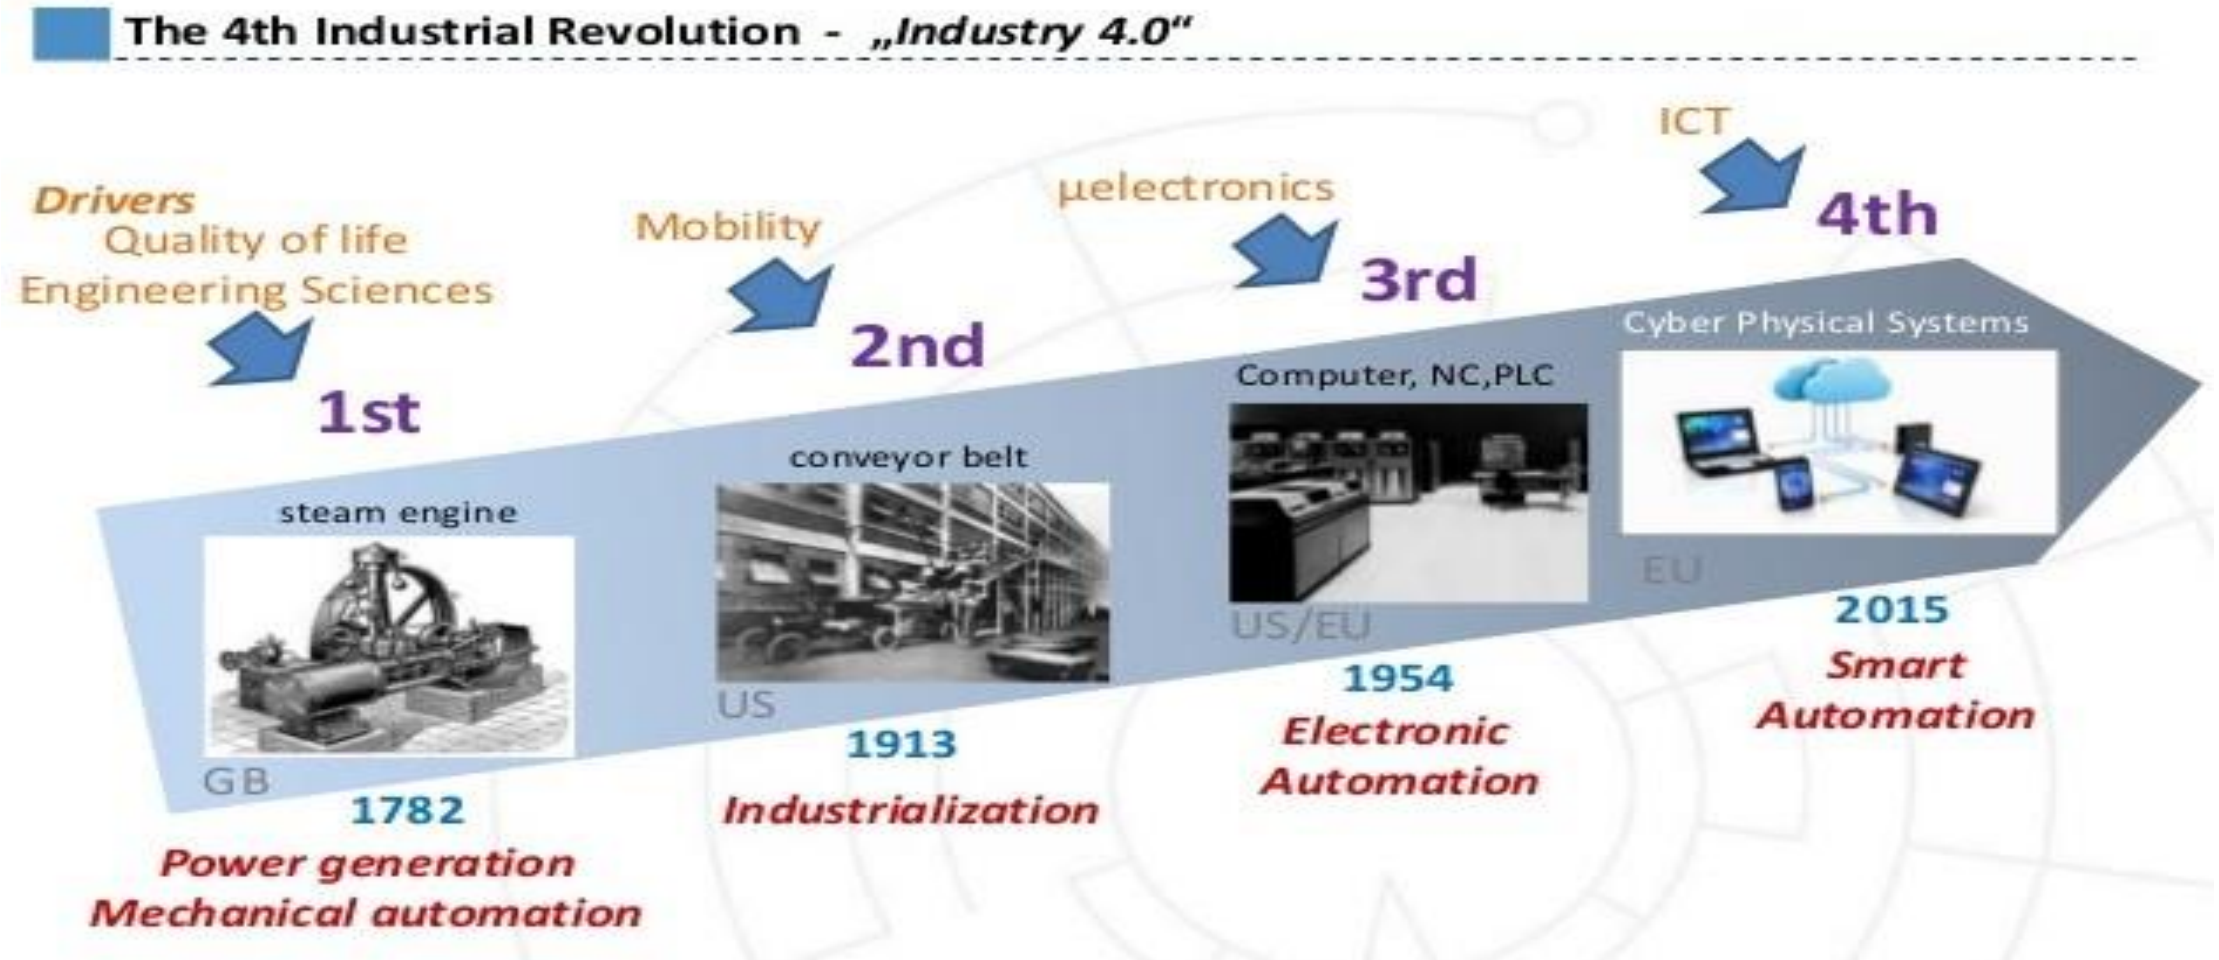 The 4th Industrial Revolution - „Industry 4.0“
Drivers
Quality of life
Engineering Sciences
1st
steam engine
GB
1782
Power generation
Mechanical automation
Mobility
2nd
conveyor belt
US
1913
Industrialization
µelectronics
3rd
Computer, NC,PLC
US/EU
1954
Electronic
Automation
ICT
4th
Cyber Physical Systems
EU
2015
Smart
Automation